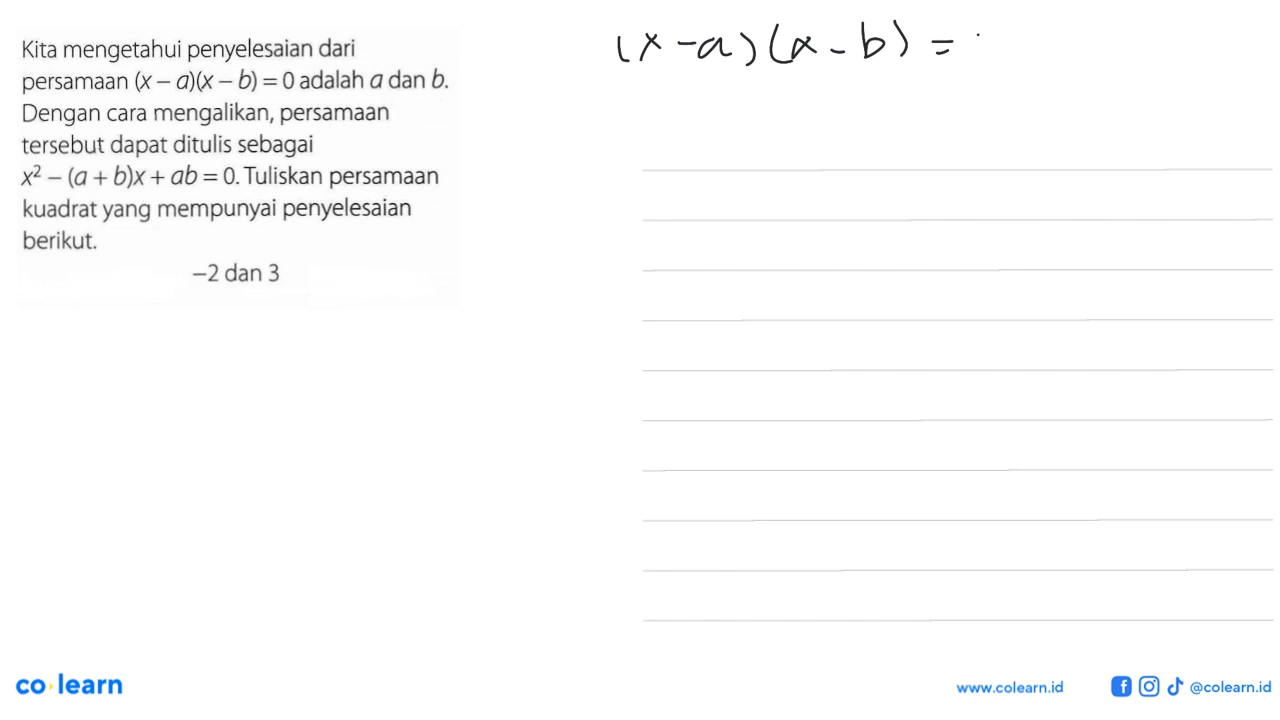 Kita mengetahui penyelesaian dari
persamaan (x – a)(x – b) = 0 adalah a dan b.
Dengan cara mengalikan, persamaan
tersebut dapat ditulis sebagai
x² – (a + b)x + ab = 0. Tuliskan persamaan
kuadrat yang mempunyai penyelesaian
berikut.
–2 dan 3
(x - a)(x - b) =
co learn
www.colearn.id
@colearn.id